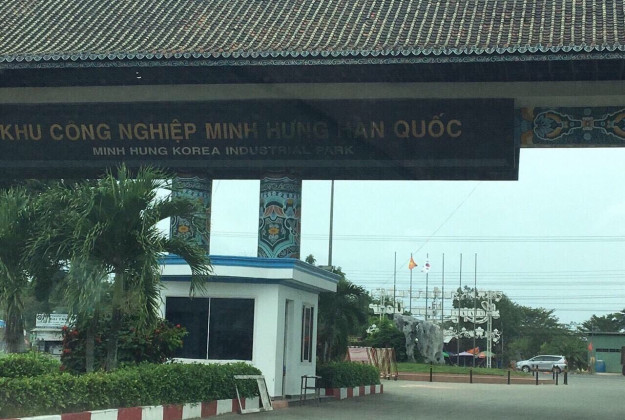 KHU CÔNG NGHIỆP MINH HƯNG HÀN QUỐC
MINH HUNG KOREA INDUSTRIAL PARK